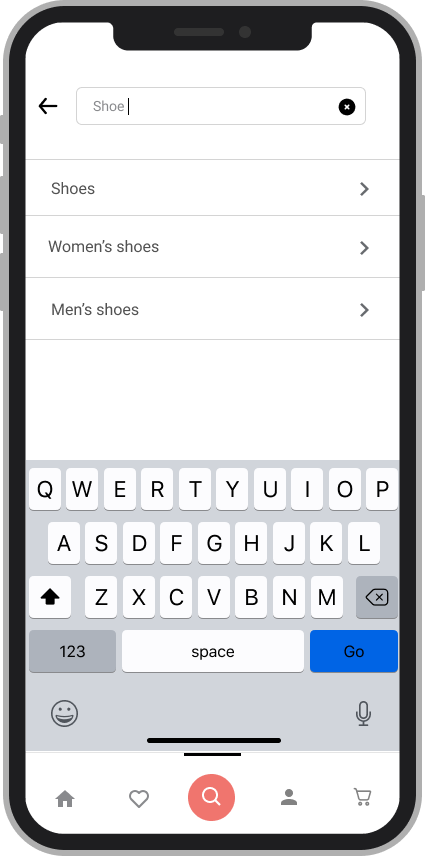 Shoe
Shoes
Women’s shoes
Men’s shoes
Q W E R T Y U I O P
A S D F G H J K L
Z X C V B N M
123 space Go